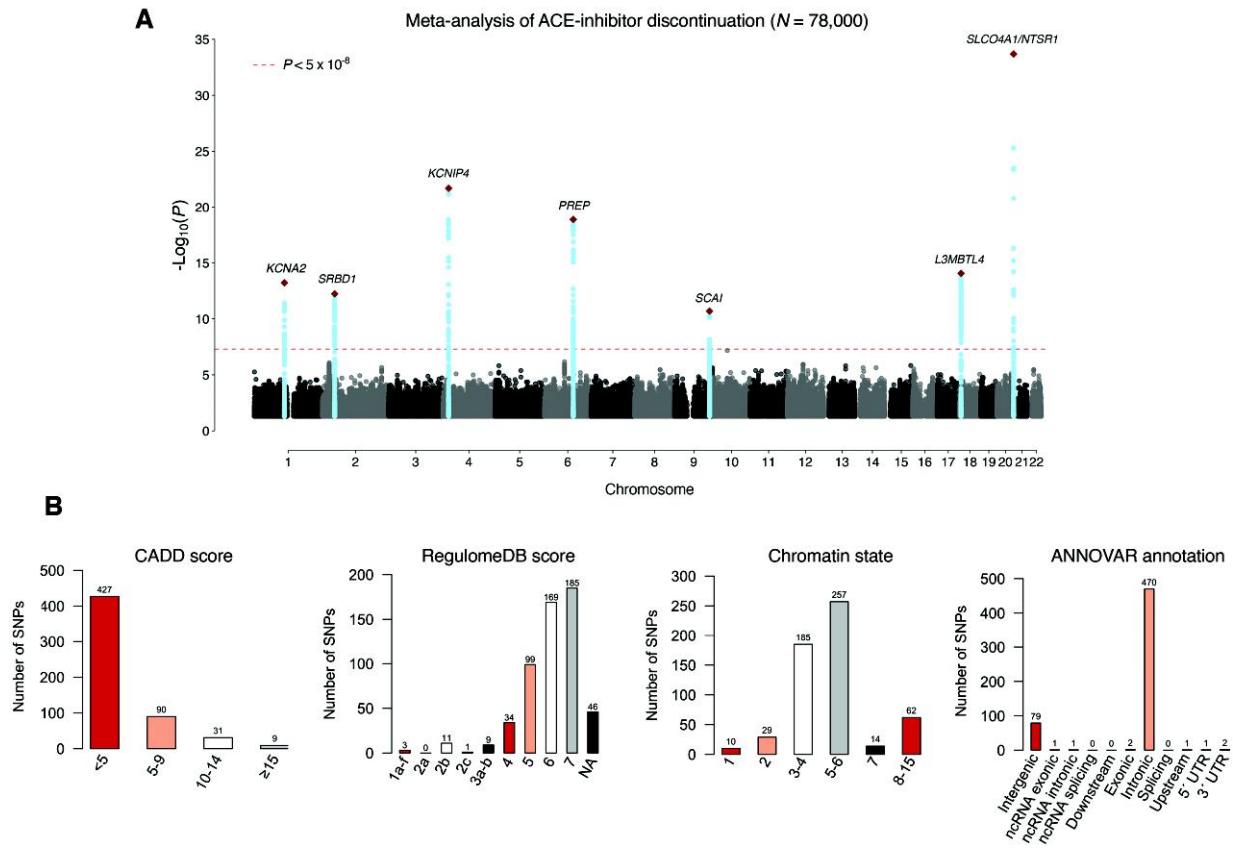 A
Meta-analysis of ACE-inhibitor discontinuation (N = 78,000)
P < 5 x 10⁻⁸
-Log₁₀(P)
35
30
25
20
15
10
5
0
KCNA2
SRBD1
KCNIP4
PREP
SCAI
L3MBTL4
SLCO4A1/NTSR1
1 2 3 4 5 6 7 8 9 10 11 12 13 14 15 16 17 18 19 20 21 22
Chromosome
B
CADD score
Number of SNPs
500
400
300
200
100
0
427
90
31
9
<5
5-9
10-14
≥15
RegulomeDB score
Number of SNPs
200
150
100
50
0
3
0
11
1
9
34
99
169
185
46
1a-f
2a
2b
2c
3a-b
4
5
6
7
NA
Chromatin state
Number of SNPs
300
250
200
150
100
50
0
10
29
185
257
14
62
1
2
3-4
5-6
7
8-15
ANNOVAR annotation
Number of SNPs
500
400
300
200
100
0
79
1
1
0
0
2
470
0
1
1
2
Intergenic
ncRNA exonic
ncRNA intronic
ncRNA splicing
Downstream
Exonic
Intronic
Splicing
Upstream
5´ UTR
3´ UTR